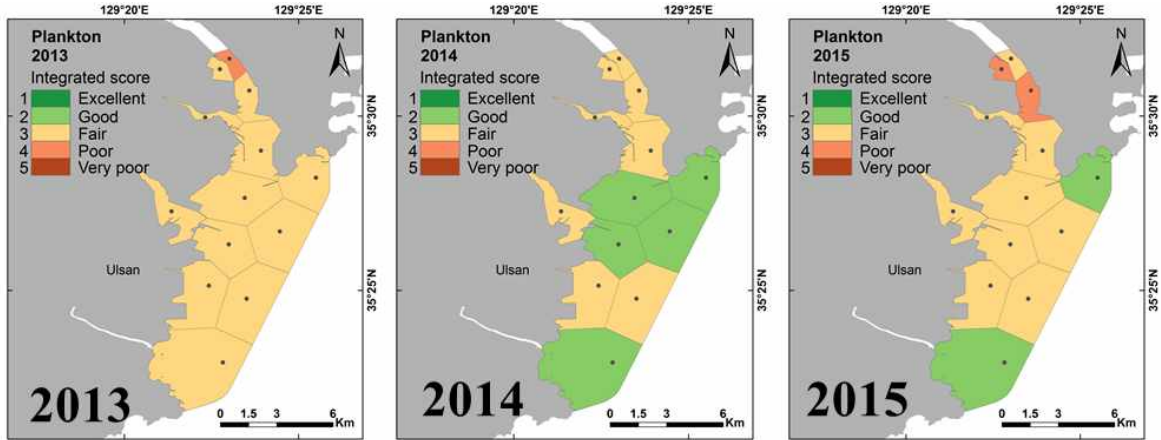 129°20'E 129°25'E
Plankton
2013
Integrated score
1 Excellent
2 Good
3 Fair
4 Poor
5 Very poor
N
35°30'N
35°25'N
Ulsan
2013
0 1.5 3 6
Km
129°20'E 129°25'E
Plankton
2014
Integrated score
1 Excellent
2 Good
3 Fair
4 Poor
5 Very poor
N
35°30'N
35°25'N
Ulsan
2014
0 1.5 3 6
Km
129°20'E 129°25'E
Plankton
2015
Integrated score
1 Excellent
2 Good
3 Fair
4 Poor
5 Very poor
N
35°30'N
35°25'N
Ulsan
2015
0 1.5 3 6
Km